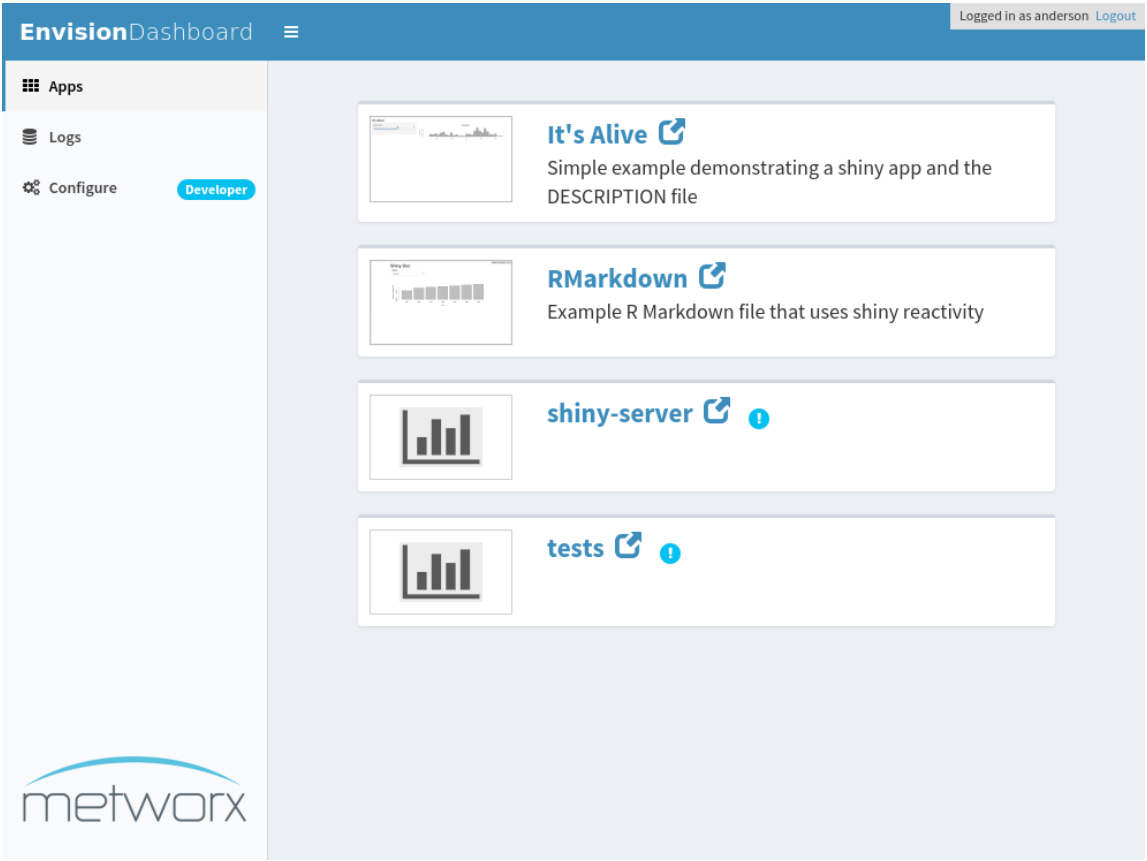 EnvisionDashboard
Logged in as anderson Logout
Apps
Logs
Configure Developer
It's Alive
Simple example demonstrating a shiny app and the
DESCRIPTION file
RMarkdown
Example R Markdown file that uses shiny reactivity
shiny-server
tests
metworx